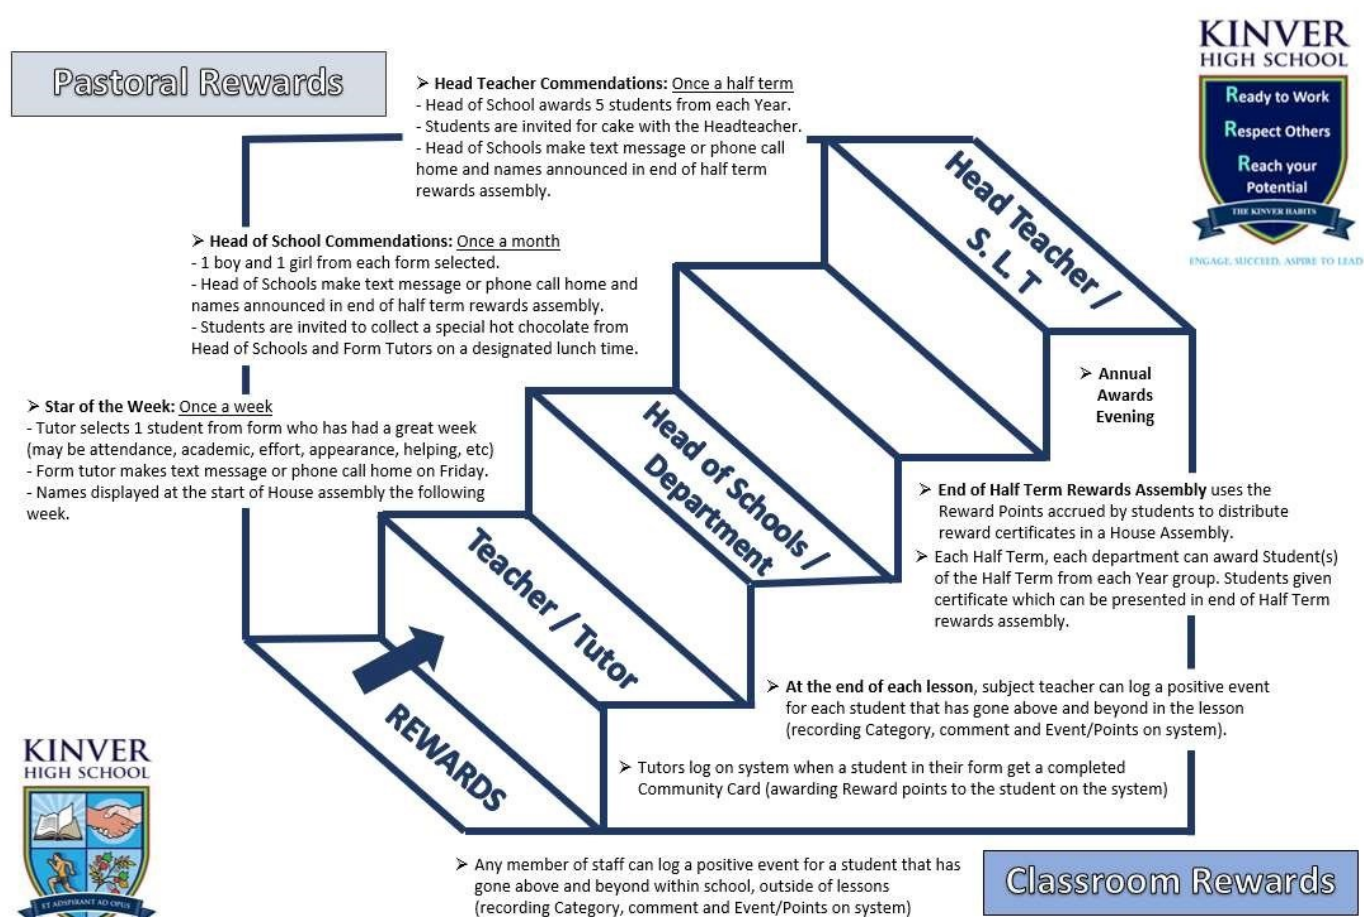 Pastoral Rewards
➢ Head Teacher Commendations: Once a half term
- Head of School awards 5 students from each Year.
- Students are invited for cake with the Headteacher.
- Head of Schools make text message or phone call
home and names announced in end of half term
rewards assembly.
KINVER
HIGH SCHOOL
Ready to Work
Respect Others
Reach your
Potential
THE KINVER HABITS
ENGAGE, SUCCEED, ASPIRE TO LEAD
➢ Head of School Commendations: Once a month
- 1 boy and 1 girl from each form selected.
- Head of Schools make text message or phone call home and
names announced in end of half term rewards assembly.
- Students are invited to collect a special hot chocolate from
Head of Schools and Form Tutors on a designated lunch time.
➢ Star of the Week: Once a week
- Tutor selects 1 student from form who has had a great week
(may be attendance, academic, effort, appearance, helping, etc)
- Form tutor makes text message or phone call home on Friday.
- Names displayed at the start of House assembly the following
week.
Head Teacher /
S. L. T
Head of Schools /
Department
Teacher / Tutor
REWARDS
➢ Annual
Awards
Evening
➢ End of Half Term Rewards Assembly uses the
Reward Points accrued by students to distribute
reward certificates in a House Assembly.
➢ Each Half Term, each department can award Student(s)
of the Half Term from each Year group. Students given
certificate which can be presented in end of Half Term
rewards assembly.
➢ At the end of each lesson, subject teacher can log a positive event
for each student that has gone above and beyond in the lesson
(recording Category, comment and Event/Points on system).
➢ Tutors log on system when a student in their form get a completed
Community Card (awarding Reward points to the student on the system)
➢ Any member of staff can log a positive event for a student that has
gone above and beyond within school, outside of lessons
(recording Category, comment and Event/Points on system)
Classroom Rewards
KINVER
HIGH SCHOOL
ET ADSPIRANT AD OPUS